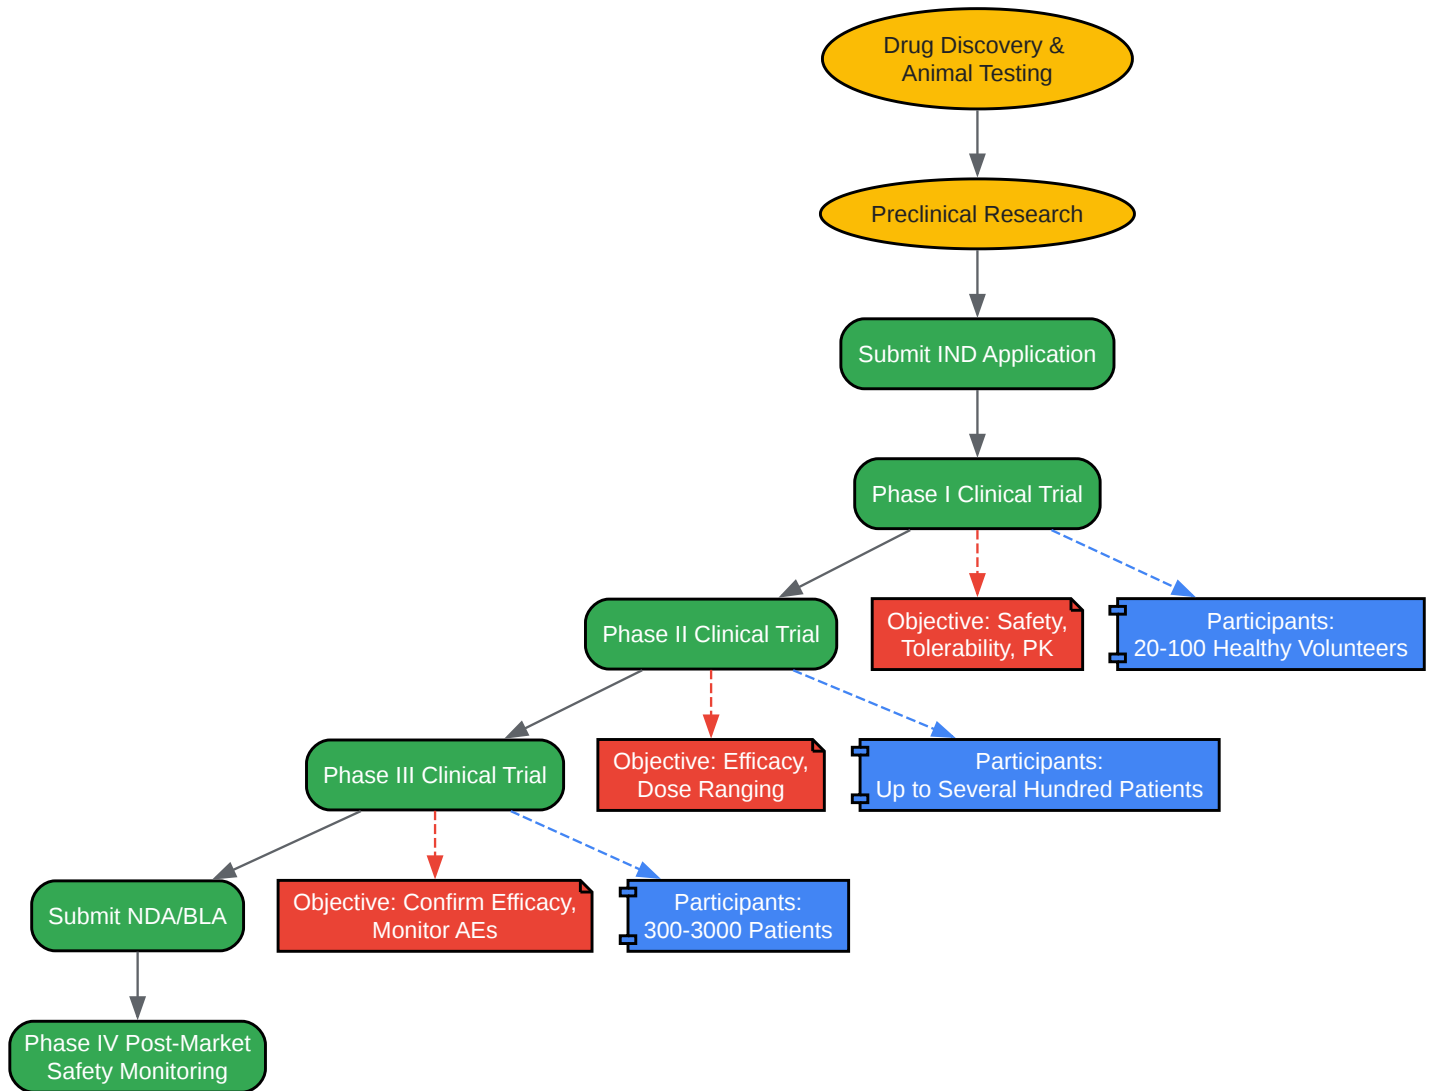 Drug Discovery &
Animal Testing
Preclinical Research
Submit IND Application
Phase I Clinical Trial
Phase II Clinical Trial
Objective: Safety,
Tolerability, PK
Participants:
20-100 Healthy Volunteers
Phase III Clinical Trial
Objective: Efficacy,
Dose Ranging
Participants:
Up to Several Hundred Patients
Submit NDA/BLA
Objective: Confirm Efficacy,
Monitor AEs
Participants:
300-3000 Patients
Phase IV Post-Market
Safety Monitoring